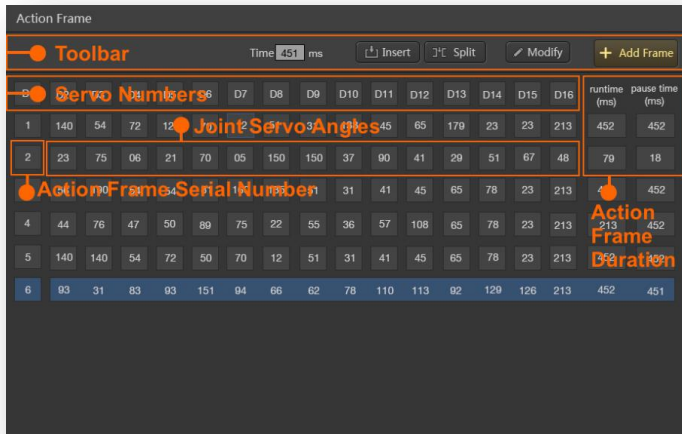 Action Frame
Toolbar
Time 451 ms
Insert
Split
Modify
+ Add Frame
Servo Numbers
D7 D8 D9 D10 D11 D12 D13 D14 D15 D16
runtime (ms)
pause time (ms)
Joint Servo Angles
1 140 54 72 45 65 179 23 23 213 452 452
2 23 75 06 21 70 05 150 150 37 90 41 29 51 67 48 79 18
Action Frame Serial Number
31 41 45 65 78 23 213 452
Action Frame Duration
4 44 76 47 50 89 75 22 55 36 57 108 65 78 23 213 213 452
5 140 140 54 72 50 70 12 51 31 41 45 65 78 23 213
6 93 31 83 93 151 94 66 62 78 110 113 92 129 126 213 452 451